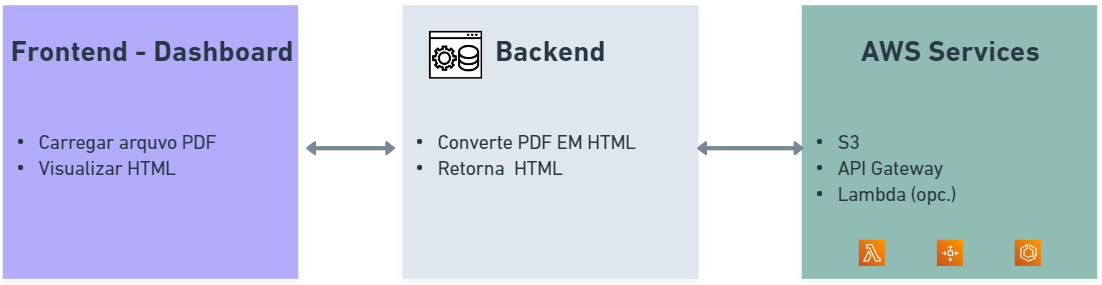 Frontend - Dashboard
• Carregar arquvo PDF
• Visualizar HTML
Backend
• Converte PDF EM HTML
• Retorna  HTML
AWS Services
• S3
• API Gateway
• Lambda (opc.)